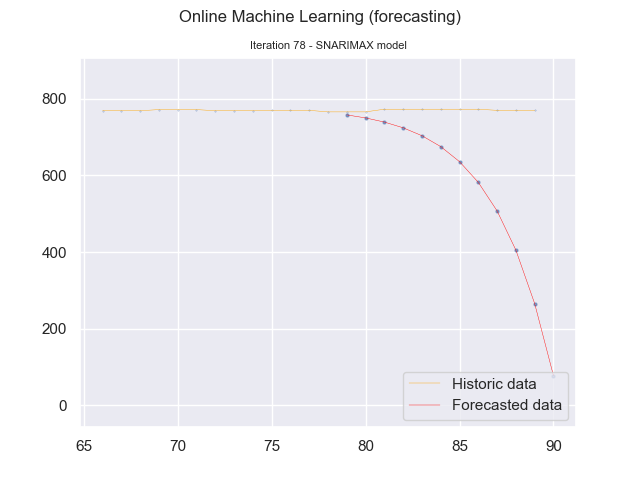 Online Machine Learning (forecasting)
Iteration 78 - SNARIMAX model
800
600
400
200
0
65
70
75
80
85
90
Historic data
Forecasted data